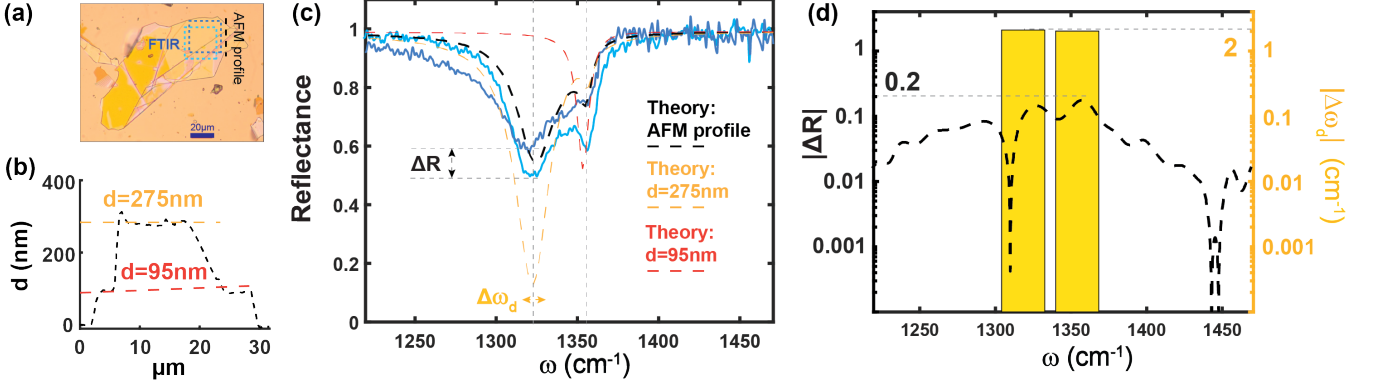 (a)
FTIR
AFM profile
20µm
(b)
d (nm)
400
200
0
d=275nm
d=95nm
0
10
20
30
µm
(c)
Reflectance
1
0.8
0.6
0.4
0.2
0
ΔR
Δω_d
Theory:
AFM profile
Theory:
d=275nm
Theory:
d=95nm
1250
1300
1350
1400
1450
ω (cm⁻¹)
(d)
|ΔR|
1
0.1
0.01
0.001
0.2
2
1
0.1
0.01
0.001
|Δω_d| (cm⁻¹)
1250
1300
1350
1400
1450
ω (cm⁻¹)